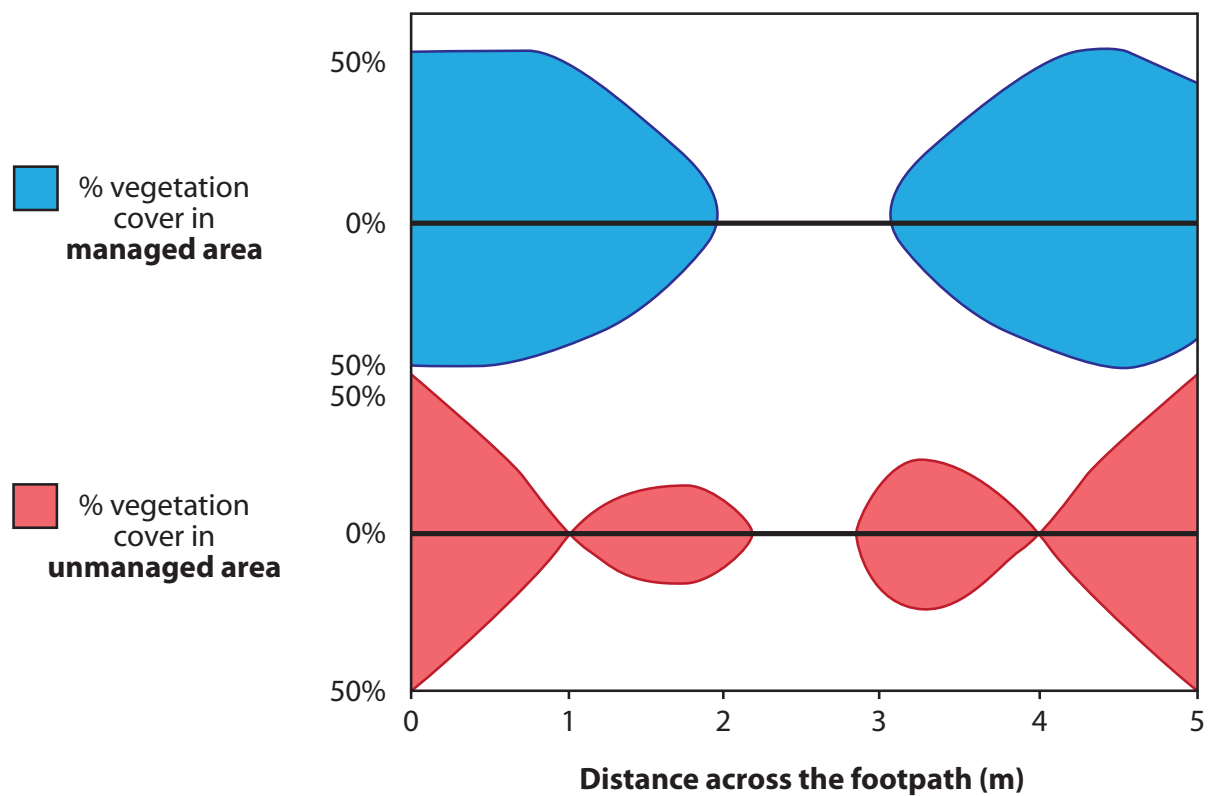 50%
% vegetation
cover in
managed area
0%
50%
50%
% vegetation
cover in
unmanaged area
0%
50%
0 1 2 3 4 5
Distance across the footpath (m)